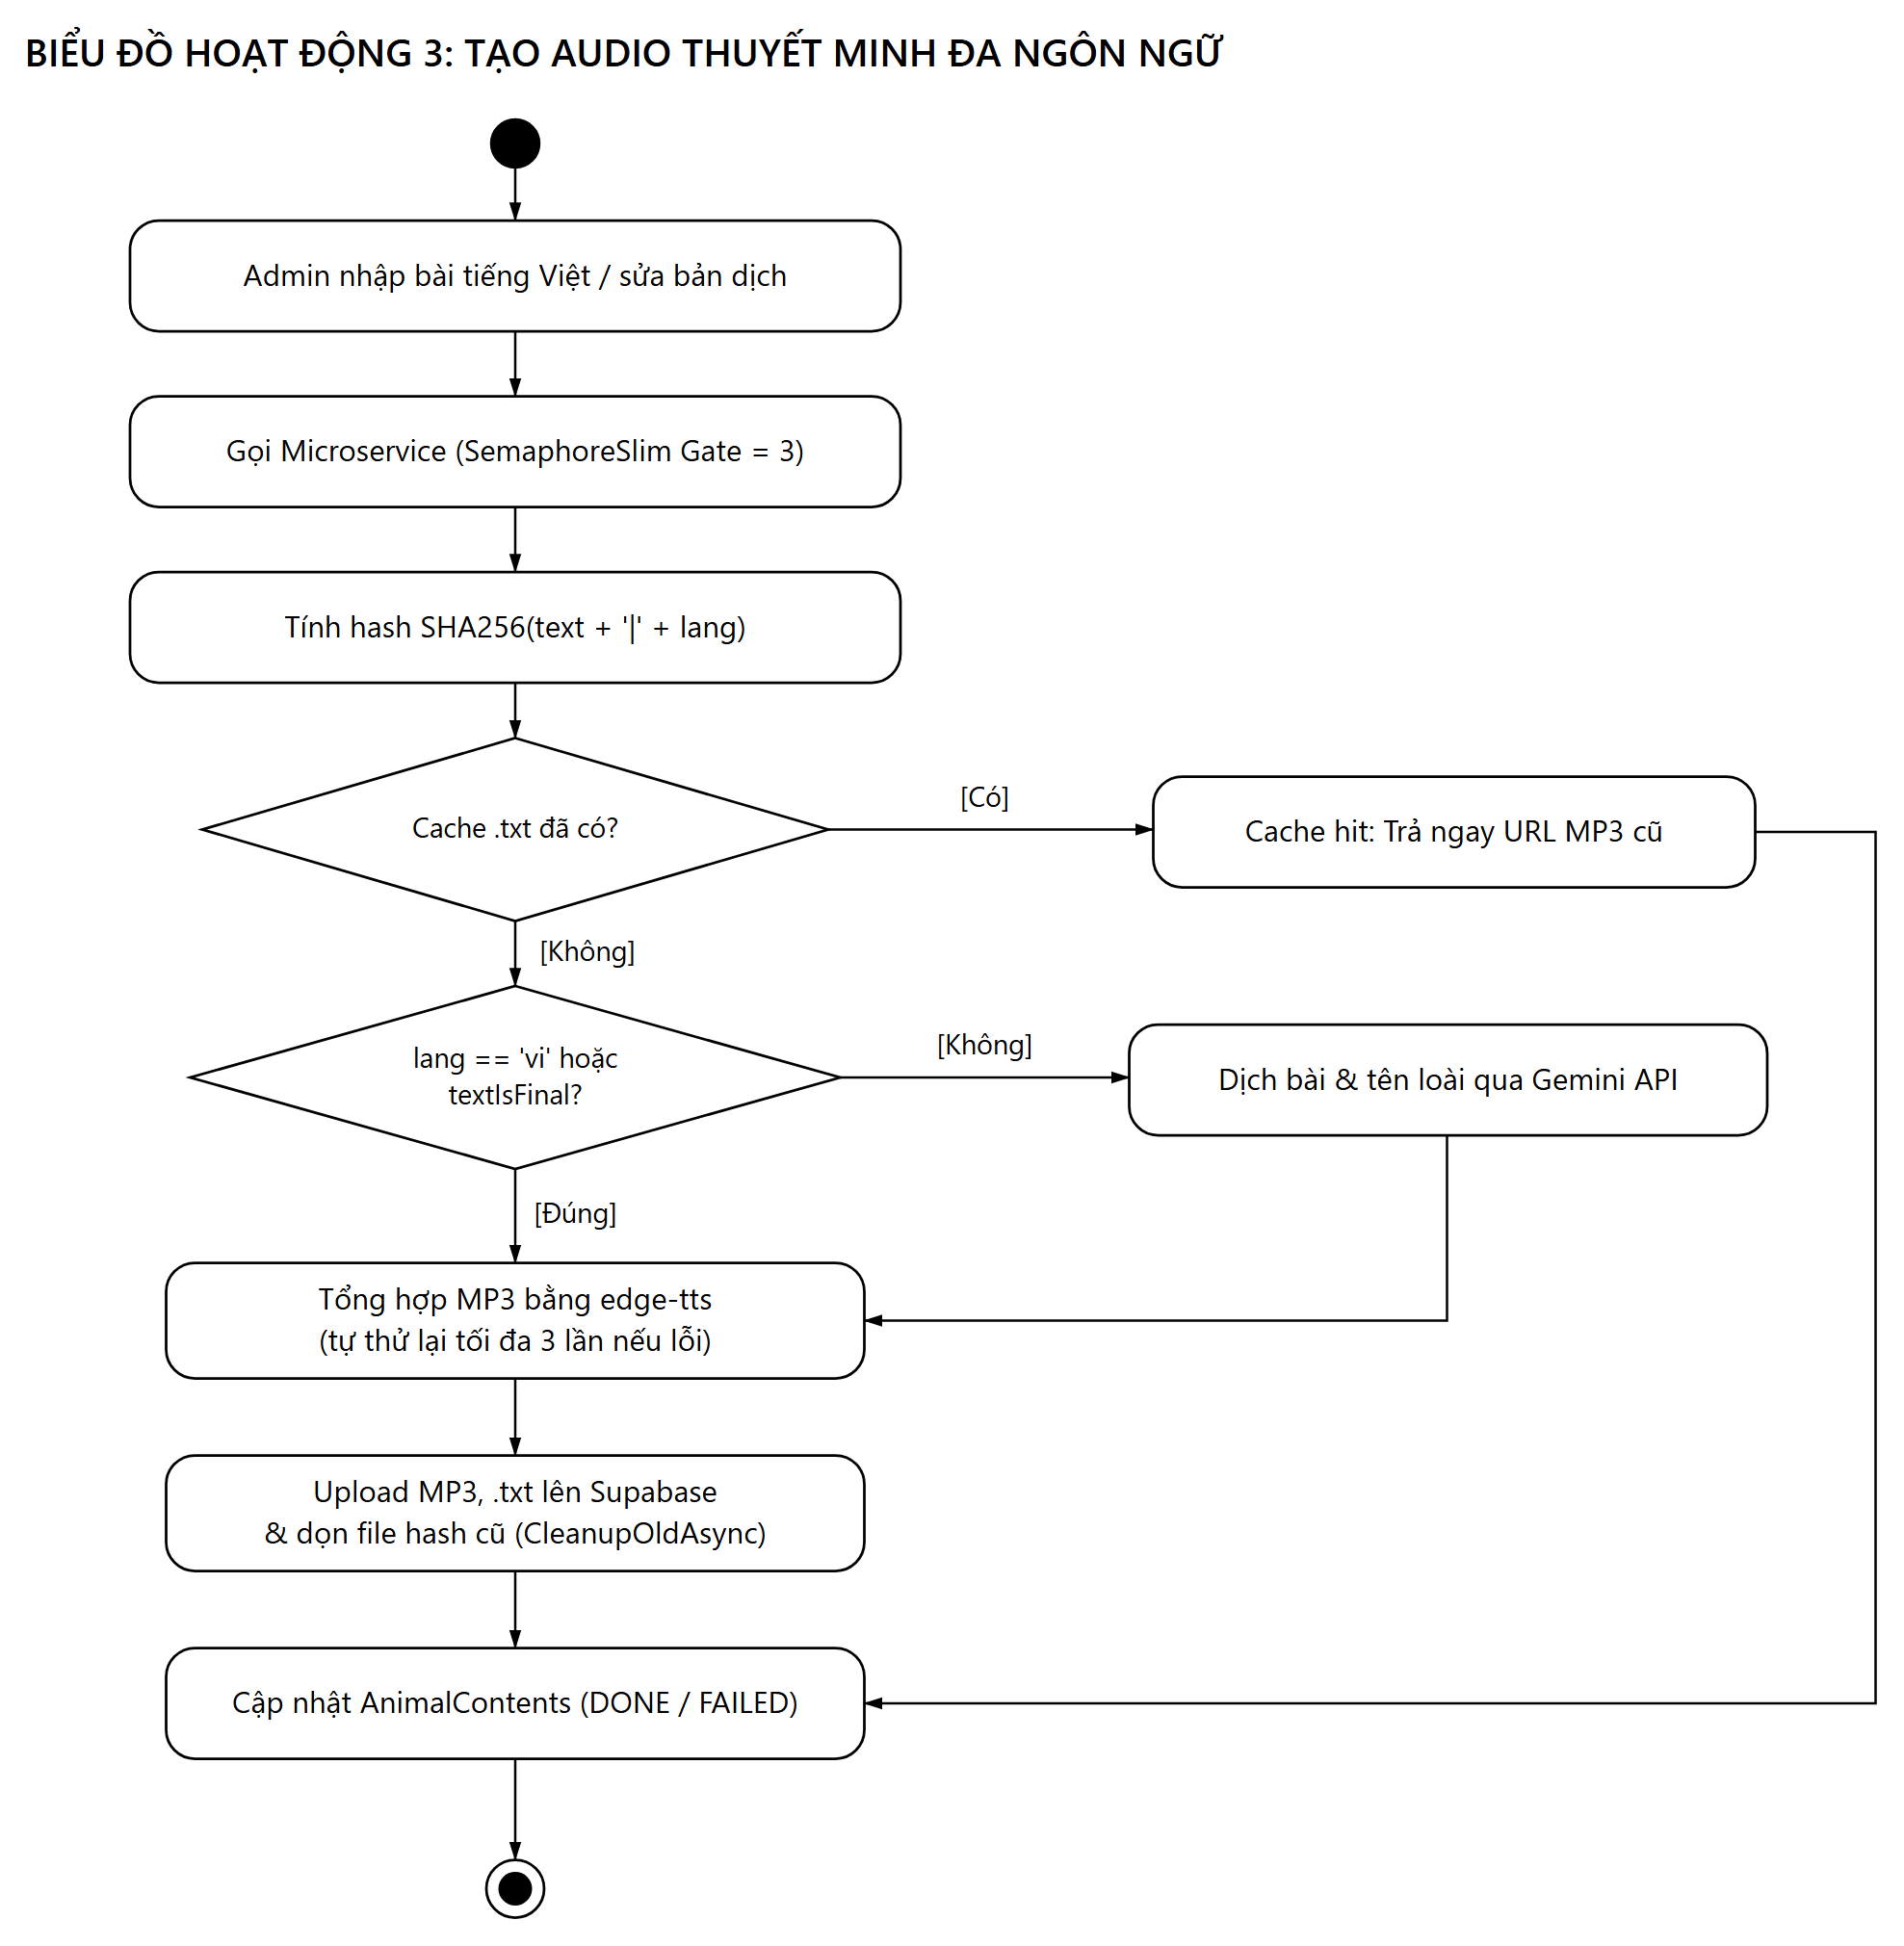 BIỂU ĐỒ HOẠT ĐỘNG 3: TẠO AUDIO THUYẾT MINH ĐA NGÔN NGỮ
Admin nhập bài tiếng Việt / sửa bản dịch
Gọi Microservice (SemaphoreSlim Gate = 3)
Tính hash SHA256(text + '|' + lang)
Cache .txt đã có?
[Có]
Cache hit: Trả ngay URL MP3 cũ
[Không]
lang == 'vi' hoặc
textIsFinal?
[Không]
Dịch bài & tên loài qua Gemini API
[Đúng]
Tổng hợp MP3 bằng edge-tts
(tự thử lại tối đa 3 lần nếu lỗi)
Upload MP3, .txt lên Supabase
& dọn file hash cũ (CleanupOldAsync)
Cập nhật AnimalContents (DONE / FAILED)